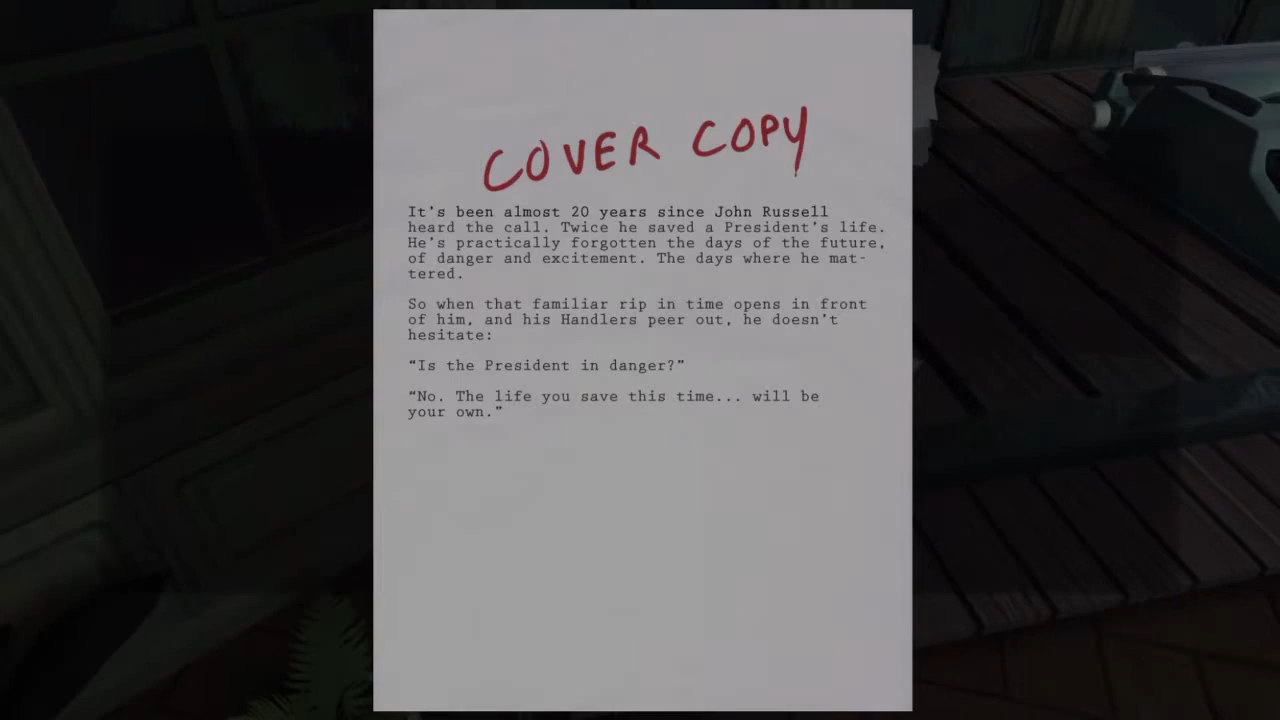 COVER COPY
It's been almost 20 years since John Russell
heard the call. Twice he saved a President's life.
He's practically forgotten the days of the future,
of danger and excitement. The days where he mat-
tered.
So when that familiar rip in time opens in front
of him, and his Handlers peer out, he doesn't
hesitate:
“Is the President in danger?”
“No. The life you save this time... will be
your own.”